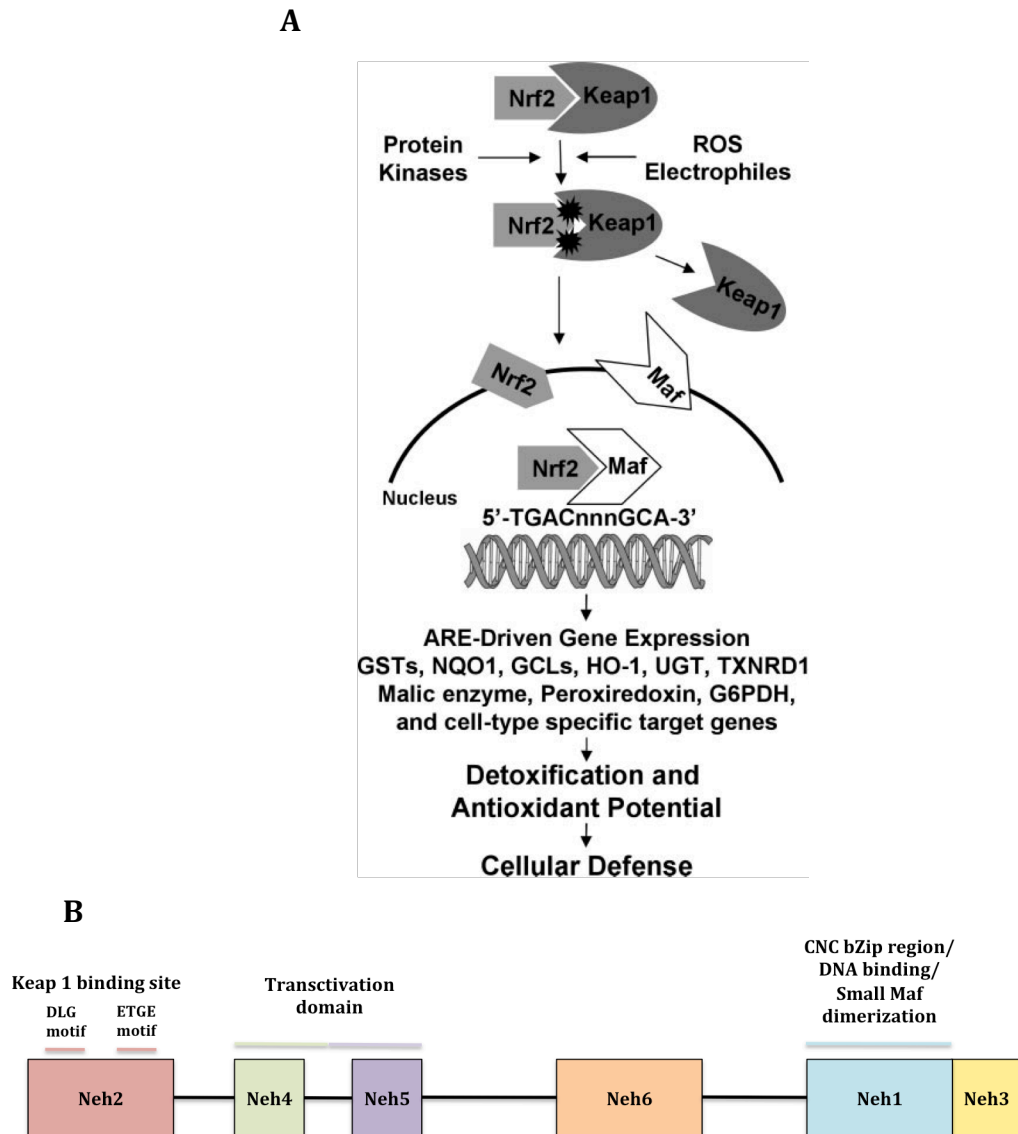 A
Nrf2 Keap1
Protein
Kinases
ROS
Electrophiles
Nrf2 Keap1
Keap1
Nrf2
Maf
Nrf2 Maf
Nucleus
5’-TGACnnnGCA-3’
ARE-Driven Gene Expression
GSTs, NQO1, GCLs, HO-1, UGT, TXNRD1
Malic enzyme, Peroxiredoxin, G6PDH,
and cell-type specific target genes
Detoxification and
Antioxidant Potential
Cellular Defense
B
Keap 1 binding site
DLG
motif
ETGE
motif
Transctivation
domain
CNC bZip region/
DNA binding/
Small Maf
dimerization
Neh2 Neh4 Neh5 Neh6 Neh1 Neh3